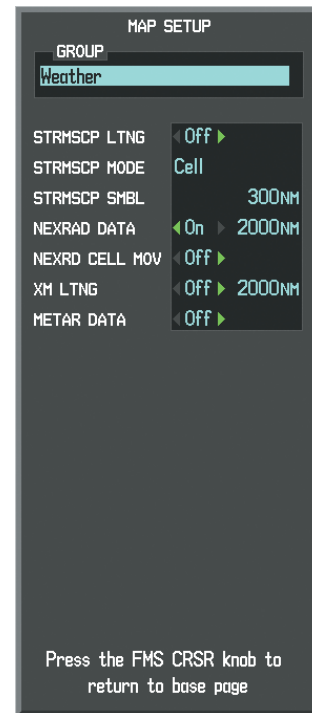 MAP SETUP
GROUP
Weather
STRMSCP LTNG Off
STRMSCP MODE Cell
STRMSCP SMBL 300NM
NEXRAD DATA On 2000NM
NEXRD CELL MOV Off
XM LTNG Off 2000NM
METAR DATA Off
Press the FMS CRSR knob to
return to base page